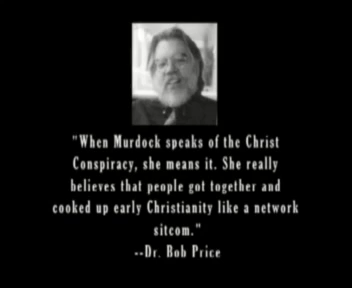 "When Murdock speaks of the Christ
Conspiracy, she means it. She really
believes that people got together and
cooked up early Christianity like a network
sitcom."
--Dr. Bob Price